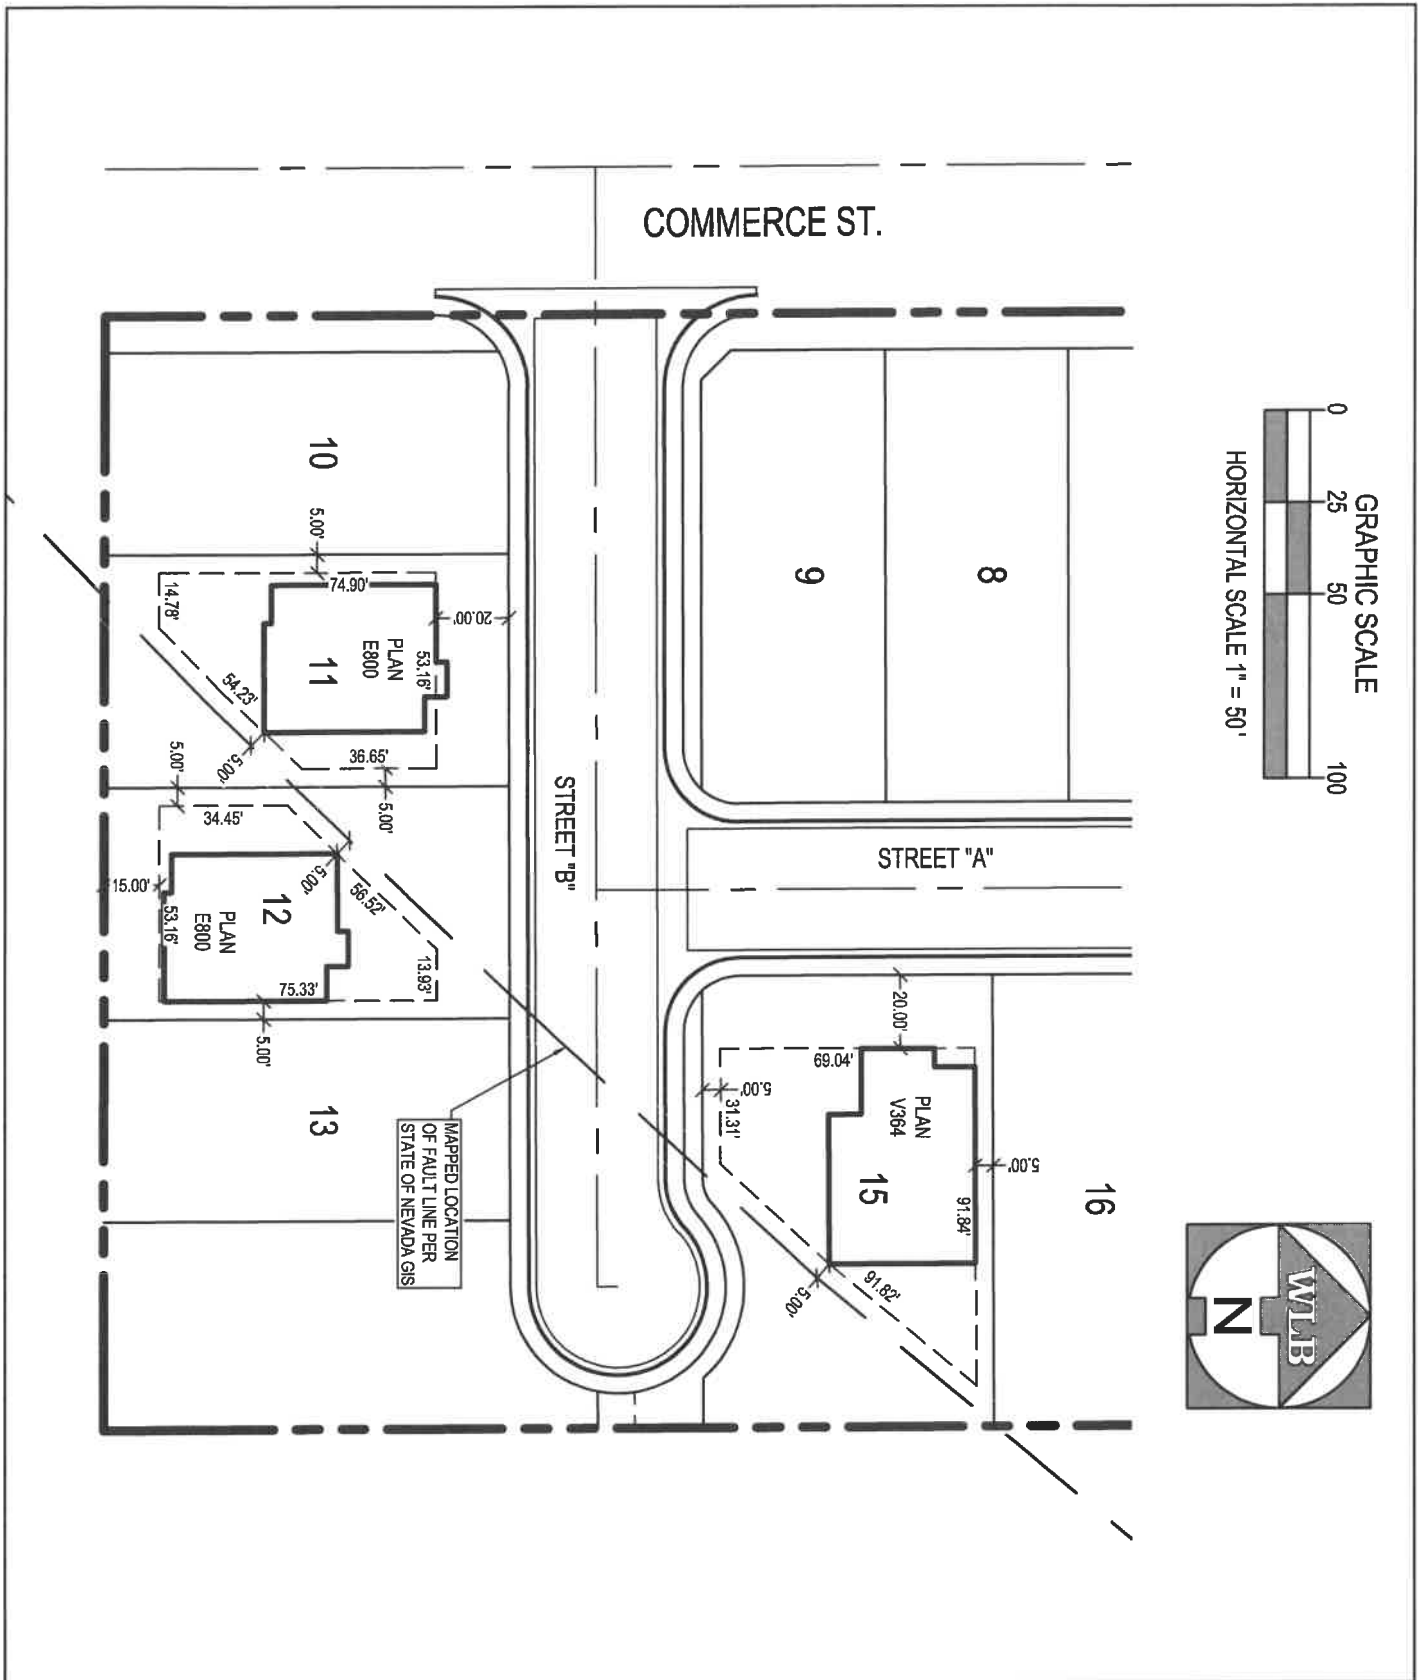 COMMERCE ST.
GRAPHIC SCALE
0
25
50
100
HORIZONTAL SCALE 1" = 50'
WLB
N
8
9
10
5.00'
74.90'
14.78'
20.00'
PLAN
E800
53.16'
11
54.23'
5.00'
36.65'
5.00'
5.00'
34.45'
5.00'
56.52'
15.00'
12
PLAN
E800
53.16'
13.93'
75.33'
5.00'
13
STREET "B"
STREET "A"
MAPPED LOCATION
OF FAULT LINE PER
STATE OF NEVADA GIS
20.00'
69.04'
5.00'
31.31'
PLAN
V364
15
91.84'
5.00'
91.82'
5.00'
16